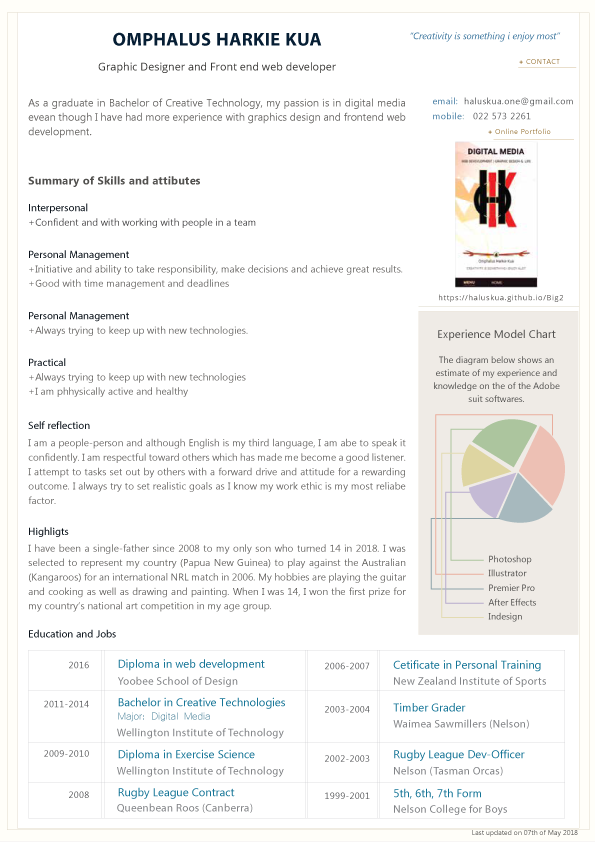 OMPHALUS HARKIE KUA
Graphic Designer and Front end web developer
"Creativity is something i enjoy most"
+ CONTACT
email: haluskua.one@gmail.com
mobile: 022 573 2261
+ Online Portfolio
As a graduate in Bachelor of Creative Technology, my passion is in digital media
evean though I have had more experience with graphics design and frontend web
development.
Summary of Skills and attibutes
Interpersonal
+Confident and with working with people in a team
Personal Management
+Initiative and ability to take responsibility, make decisions and achieve great results.
+Good with time management and deadlines
Personal Management
+Always trying to keep up with new technologies.
Practical
+Always trying to keep up with new technologies
+I am phhysically active and healthy
Self reflection
I am a people-person and although English is my third language, I am abe to speak it
confidently. I am respectful toward others which has made me become a good listener.
I attempt to tasks set out by others with a forward drive and attitude for a rewarding
outcome. I always try to set realistic goals as I know my work ethic is my most reliabe
factor.
Highligts
I have been a single-father since 2008 to my only son who turned 14 in 2018. I was
selected to represent my country (Papua New Guinea) to play against the Australian
(Kangaroos) for an international NRL match in 2006. My hobbies are playing the guitar
and cooking as well as drawing and painting. When I was 14, I won the first prize for
my country's national art competition in my age group.
DIGITAL MEDIA
WEB DEVELOPMENT | GRAPHIC DESIGN &
Omphalus Harkie Kua
MENU
HOME
https://haluskua.github.io/Big2
Experience Model Chart
The diagram below shows an
estimate of my experience and
knowledge on the of the Adobe
suit softwares.
Photoshop
Illustrator
Premier Pro
After Effects
Indesign
Education and Jobs
2016
Diploma in web development
Yoobee School of Design
2006-2007
Cetificate in Personal Training
New Zealand Institute of Sports
2011-2014
Bachelor in Creative Technologies
Major: Digital Media
Wellington Institute of Technology
2003-2004
Timber Grader
Waimea Sawmillers (Nelson)
2009-2010
Diploma in Exercise Science
Wellington Institute of Technology
2002-2003
Rugby League Dev-Officer
Nelson (Tasman Orcas)
2008
Rugby League Contract
Queenbean Roos (Canberra)
1999-2001
5th, 6th, 7th Form
Nelson College for Boys
Last updated on 07th of May 2018